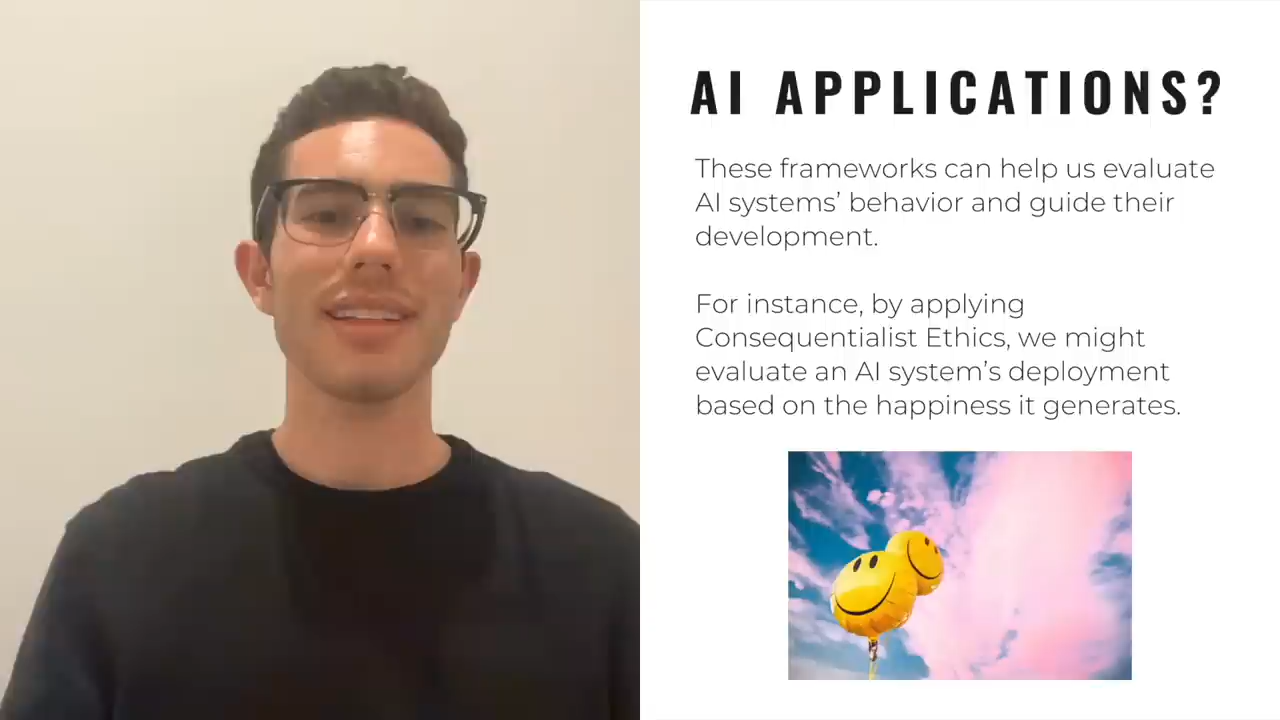 AI APPLICATIONS?
These frameworks can help us evaluate
AI systems’ behavior and guide their
development.
For instance, by applying
Consequentialist Ethics, we might
evaluate an AI system’s deployment
based on the happiness it generates.